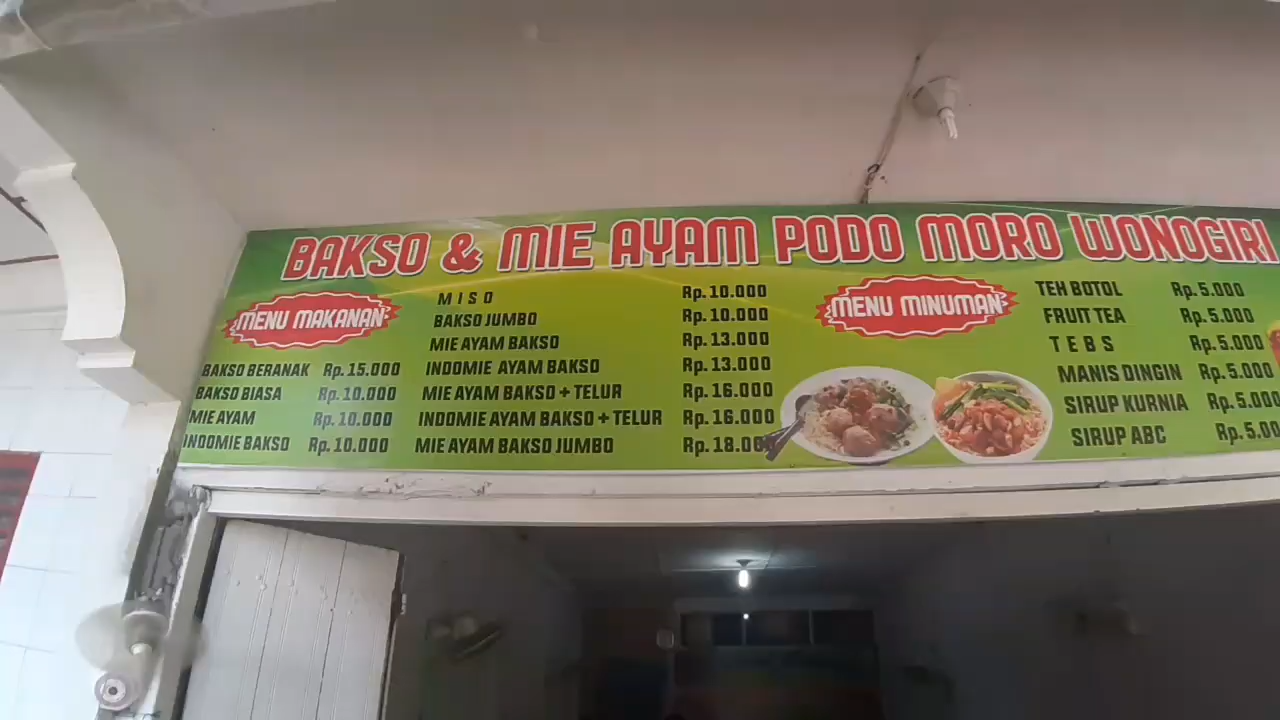 BAKSO & MIE AYAM PODO MORO WONOGIRI
MENU MAKANAN
BAKSO BERANAK Rp. 15.000
BAKSO BIASA Rp. 10.000
MIE AYAM Rp. 10.000
INDOMIE BAKSO Rp. 10.000
MISO Rp. 10.000
BAKSO JUMBO Rp. 10.000
MIE AYAM BAKSO Rp. 13.000
INDOMIE AYAM BAKSO Rp. 13.000
MIE AYAM BAKSO + TELUR Rp. 16.000
INDOMIE AYAM BAKSO + TELUR Rp. 16.000
MIE AYAM BAKSO JUMBO Rp. 18.00
MENU MINUMAN
TEH BOTOL Rp. 5.000
FRUIT TEA Rp. 5.000
TEBS Rp. 5.000
MANIS DINGIN Rp. 5.000
SIRUP KURNIA Rp. 5.000
SIRUP ABC Rp. 5.00